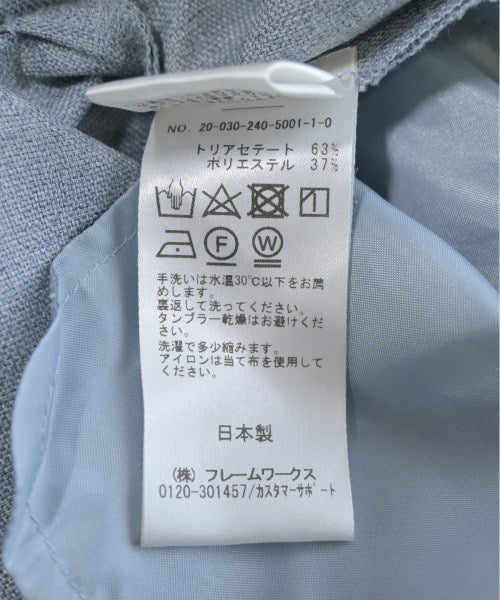 NO. 20-030-240-5001-1-0
トリアセテート 63%
ポリエステル 37%
F W
手洗いは水温30℃以下をお薦
めします。
裏返して洗ってください。
タンブラー乾燥はお避けくだ
さい。
洗濯で多少縮みます。
アイロンは当て布を使用して
ください。
日本製
(株) フレームワークス
0120-301457/カスタマーサポート